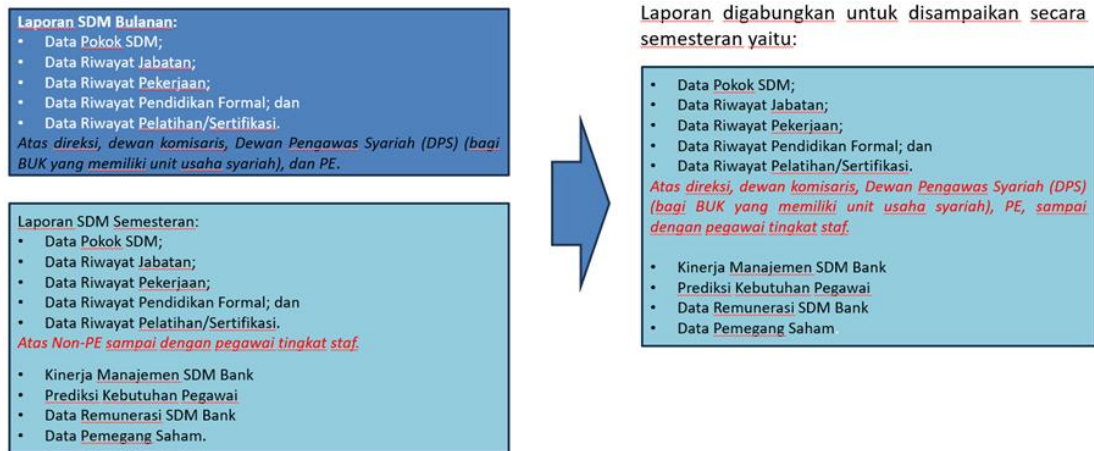 Laporan SDM Bulanan:
• Data Pokok SDM;
• Data Riwayat Jabatan;
• Data Riwayat Pekerjaan;
• Data Riwayat Pendidikan Formal; dan
• Data Riwayat Pelatihan/Sertifikasi.
Atas direksi, dewan komisaris, Dewan Pengawas Syariah (DPS) (bagi
BUK yang memiliki unit usaha syariah), dan PE.
Laporan SDM Semesteran:
• Data Pokok SDM;
• Data Riwayat Jabatan;
• Data Riwayat Pekerjaan;
• Data Riwayat Pendidikan Formal; dan
• Data Riwayat Pelatihan/Sertifikasi.
Atas Non-PE sampai dengan pegawai tingkat staf.
• Kinerja Manajemen SDM Bank
• Prediksi Kebutuhan Pegawai
• Data Remunerasi SDM Bank
• Data Pemegang Saham.
Laporan digabungkan untuk disampaikan secara
semesteran yaitu:
• Data Pokok SDM;
• Data Riwayat Jabatan;
• Data Riwayat Pekerjaan;
• Data Riwayat Pendidikan Formal; dan
• Data Riwayat Pelatihan/Sertifikasi.
Atas direksi, dewan komisaris, Dewan Pengawas Syariah (DPS)
(bagi BUK yang memiliki unit usaha syariah), PE, sampai
dengan pegawai tingkat staf.
• Kinerja Manajemen SDM Bank
• Prediksi Kebutuhan Pegawai
• Data Remunerasi SDM Bank
• Data Pemegang Saham.